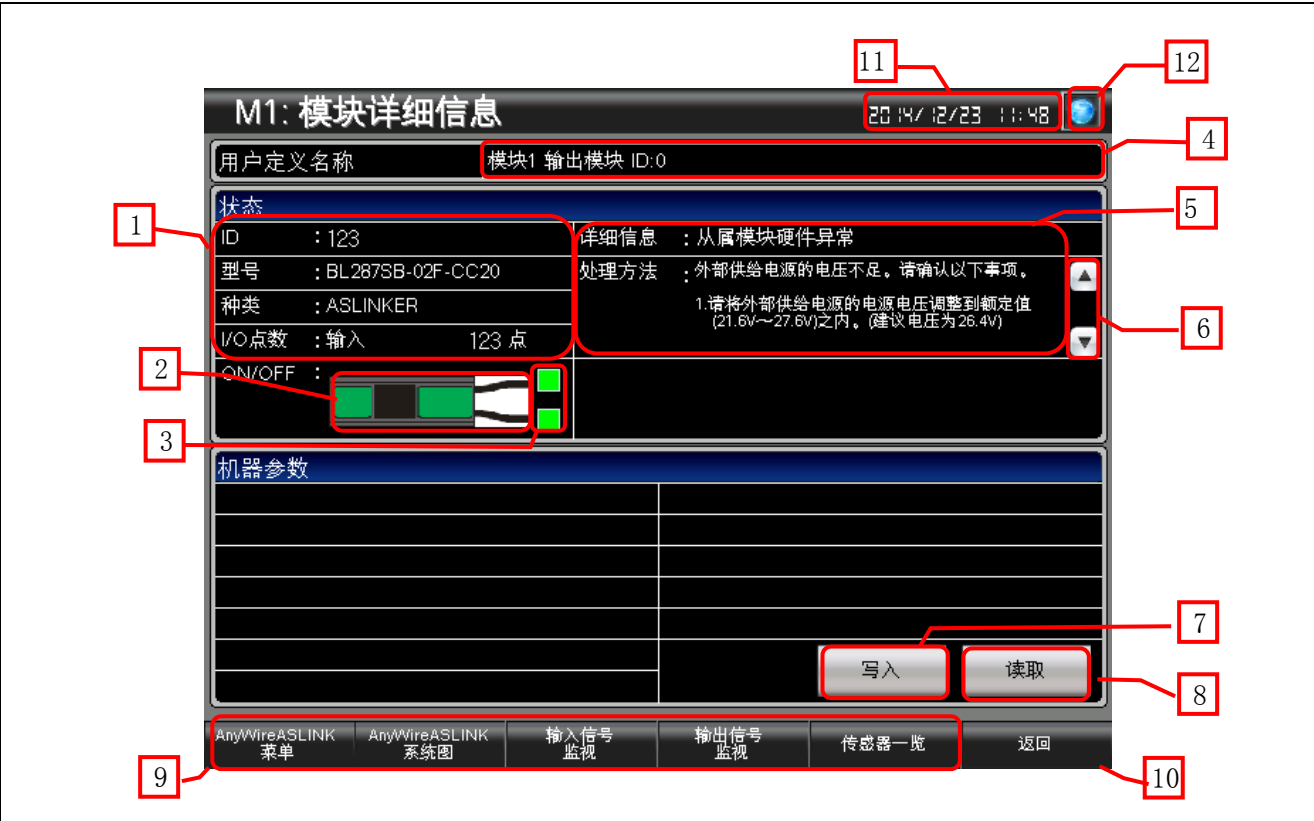 11
12
M1: 模块详细信息
2014/12/23 11:48
4
用户定义名称 模块1 输出模块 ID:0
状态
1
5
ID :123
详细信息 :从属模块硬件异常
型号 :BL287SB-02F-CC20
处理方法 :外部供给电源的电压不足。请确认以下事项。
种类 :ASLINKER
1.请将外部供给电源的电源电压调整到额定值
(21.6V～27.6V)之内。(建议电压为26.4V)
I/O点数 :输入 123 点
6
2
ON/OFF :
3
机器参数
7
写入
读取
8
AnyWireASLINK
菜单
AnyWireASLINK
系统图
输入信号
监视
输出信号
监视
传感器一览
返回
9
10